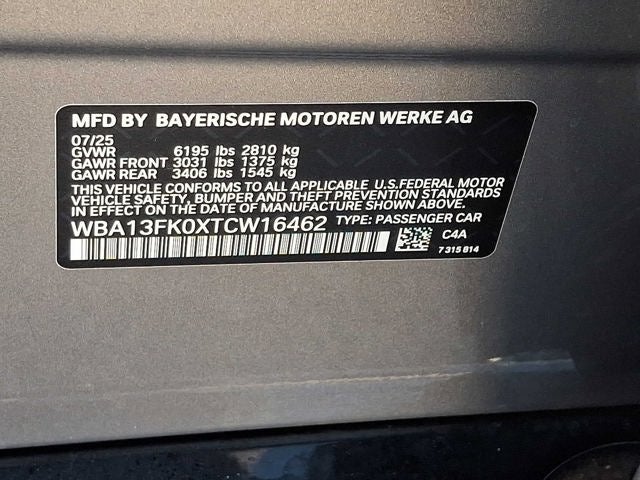 MFD BY BAYERISCHE MOTOREN WERKE AG
07/25
GVWR 6195 lbs 2810 kg
GAWR FRONT 3031 lbs 1375 kg
GAWR REAR 3406 lbs 1545 kg
THIS VEHICLE CONFORMS TO ALL APPLICABLE U.S.FEDERAL MOTOR
VEHICLE SAFETY, BUMPER AND THEFT PREVENTION STANDARDS
IN EFFECT ON THE DATE OF MANUFACTURE SHOWN ABOVE.
WBA13FK0XTCW16462 TYPE: PASSENGER CAR
C4A
7 315 814